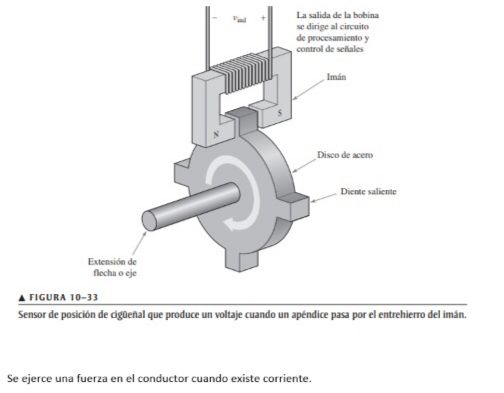 − v ind +
La salida de la bobina
se dirige al circuito
de procesamiento y
control de señales
Imán
S
N
Disco de acero
Diente saliente
Extensión de
flecha o eje
▲ FIGURA 10–33
Sensor de posición de cigüeñal que produce un voltaje cuando un apéndice pasa por el entrehierro del imán.
Se ejerce una fuerza en el conductor cuando existe corriente.